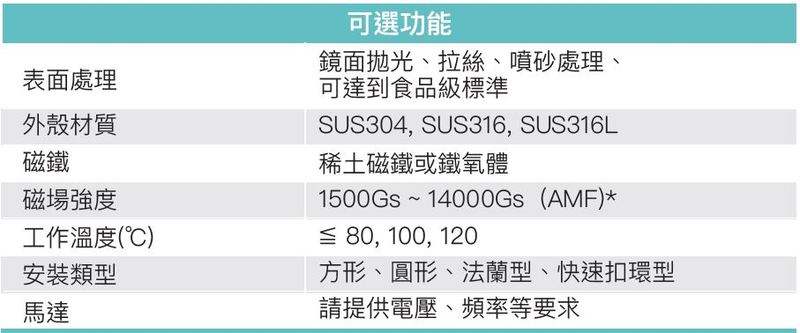 可選功能
表面處理 鏡面拋光、拉絲、噴砂處理、
可達到食品級標準
外殼材質 SUS304, SUS316, SUS316L
磁鐵 稀土磁鐵或鐵氧體
磁場強度 1500Gs ~ 14000Gs (AMF)*
工作溫度(℃) ≦ 80, 100, 120
安裝類型 方形、圓形、法蘭型、快速扣環型
馬達 請提供電壓、頻率等要求